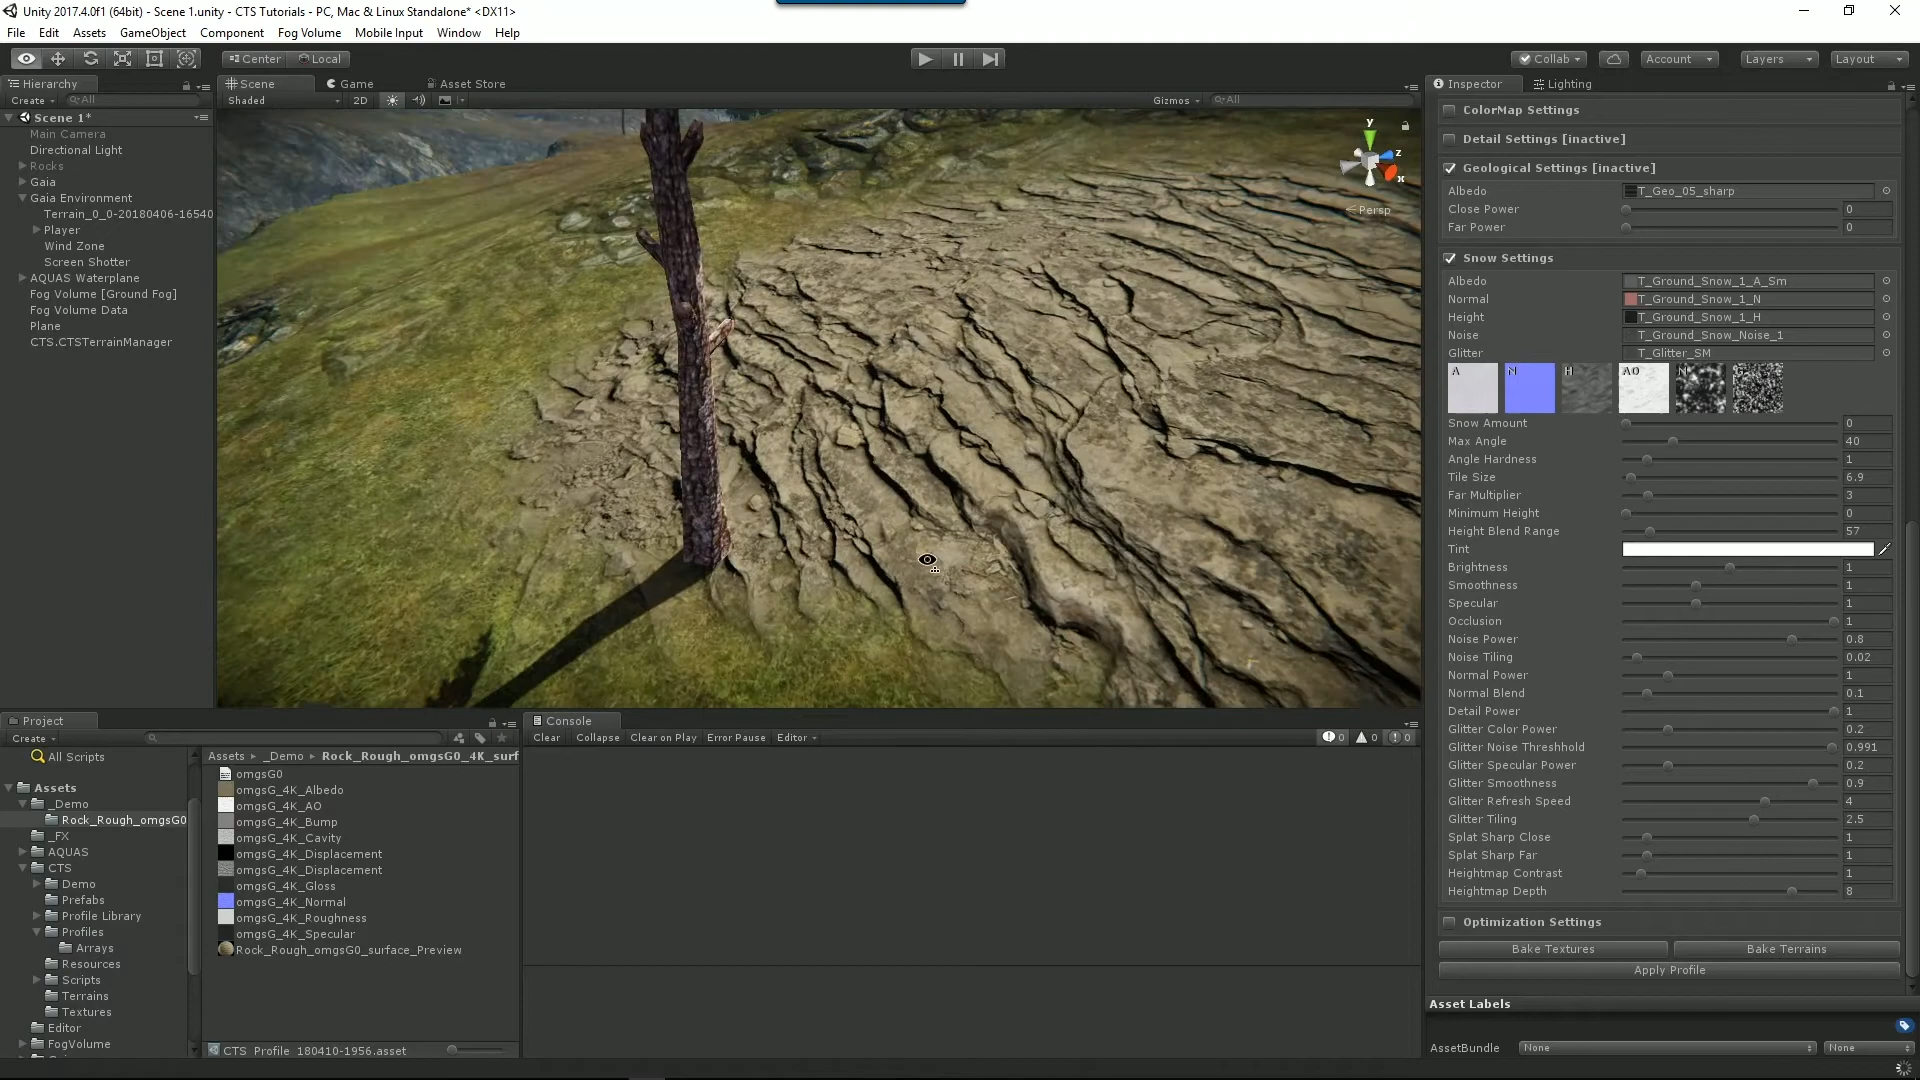 Unity 2017.4.0f1 (64bit) - Scene 1.unity - CTS Tutorials - PC, Mac & Linux Standalone* <DX11>
File Edit Assets GameObject Component Fog Volume Mobile Input Window Help
Center Local Collab Account Layers Layout
Hierarchy
Create All
Scene 1*
Main Camera
Directional Light
Rocks
Gaia
Gaia Environment
Terrain_0_0-20180406-16540
Player
Wind Zone
Screen Shotter
AQUAS Waterplane
Fog Volume [Ground Fog]
Fog Volume Data
Plane
CTS.CTSTerrainManager
Scene Game Asset Store
Shaded 2D Gizmos All
y
z
x
Persp
Inspector Lighting
ColorMap Settings
Detail Settings [inactive]
Geological Settings [inactive]
Albedo T_Geo_05_sharp
Close Power 0
Far Power 0
Snow Settings
Albedo T_Ground_Snow_1_A_Sm
Normal T_Ground_Snow_1_N
Height T_Ground_Snow_1_H
Noise T_Ground_Snow_Noise_1
Glitter T_Glitter_SM
A N H AO N
Snow Amount 0
Max Angle 40
Angle Hardness 1
Tile Size 6.9
Far Multiplier 3
Minimum Height 0
Height Blend Range 57
Tint
Brightness 1
Smoothness 1
Specular 1
Occlusion 1
Noise Power 0.8
Noise Tiling 0.02
Normal Power 1
Normal Blend 0.1
Detail Power 1
Glitter Color Power 0.2
Glitter Noise Threshhold 0.991
Glitter Specular Power 0.2
Glitter Smoothness 0.9
Glitter Refresh Speed 4
Glitter Tiling 2.5
Splat Sharp Close 1
Splat Sharp Far 1
Heightmap Contrast 1
Heightmap Depth 8
Optimization Settings
Bake Textures Bake Terrains
Apply Profile
Asset Labels
AssetBundle None None
Project
Create
All Scripts
Assets
_Demo
Rock_Rough_omgsG0
_FX
AQUAS
CTS
Demo
Prefabs
Profile Library
Profiles
Arrays
Resources
Scripts
Terrains
Textures
Editor
FogVolume
Assets _Demo Rock_Rough_omgsG0_4K_surf
omgsG0
omgsG_4K_Albedo
omgsG_4K_AO
omgsG_4K_Bump
omgsG_4K_Cavity
omgsG_4K_Displacement
omgsG_4K_Displacement
omgsG_4K_Gloss
omgsG_4K_Normal
omgsG_4K_Roughness
omgsG_4K_Specular
Rock_Rough_omgsG0_surface_Preview
CTS_Profile_180410-1956.asset
Console
Clear Collapse Clear on Play Error Pause Editor 0 0 0